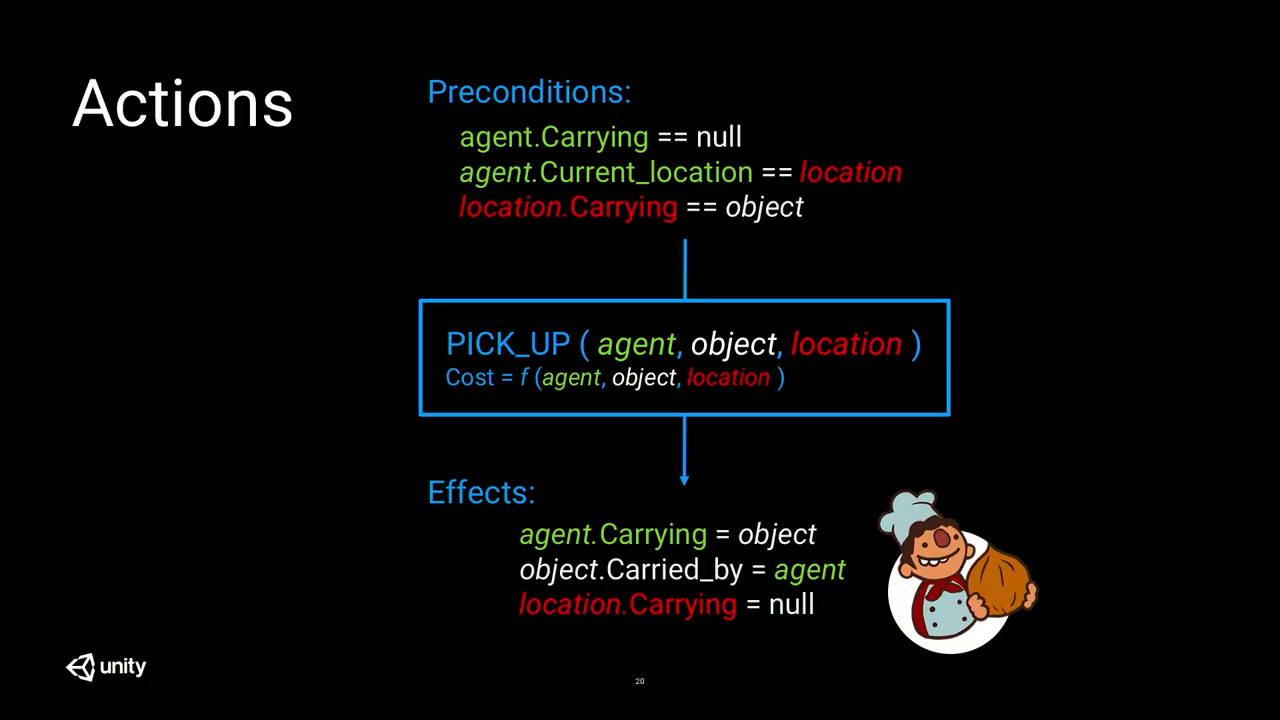 Actions
Preconditions:
agent.Carrying == null
agent.Current_location == location
location.Carrying == object
PICK_UP ( agent, object, location )
Cost = f (agent, object, location )
Effects:
agent.Carrying = object
object.Carried_by = agent
location.Carrying = null
unity
20